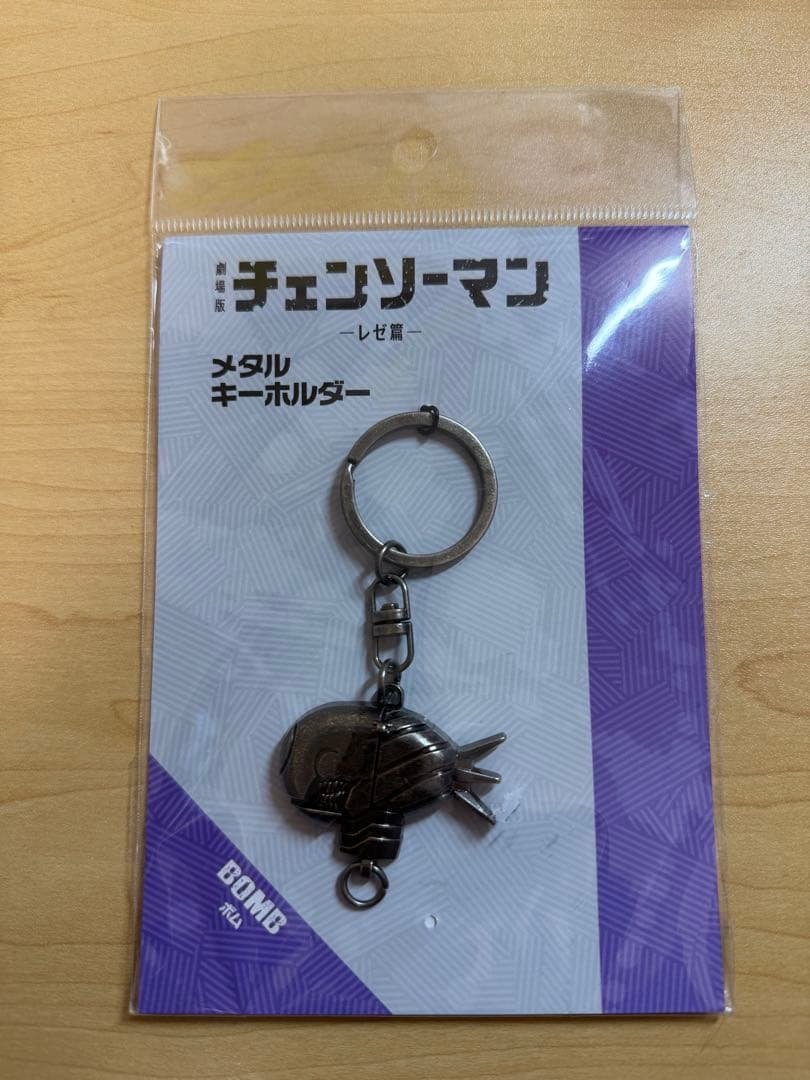 劇場版 チェンソーマン
―レゼ篇―
メタル
キーホルダー
BOMB
ボム